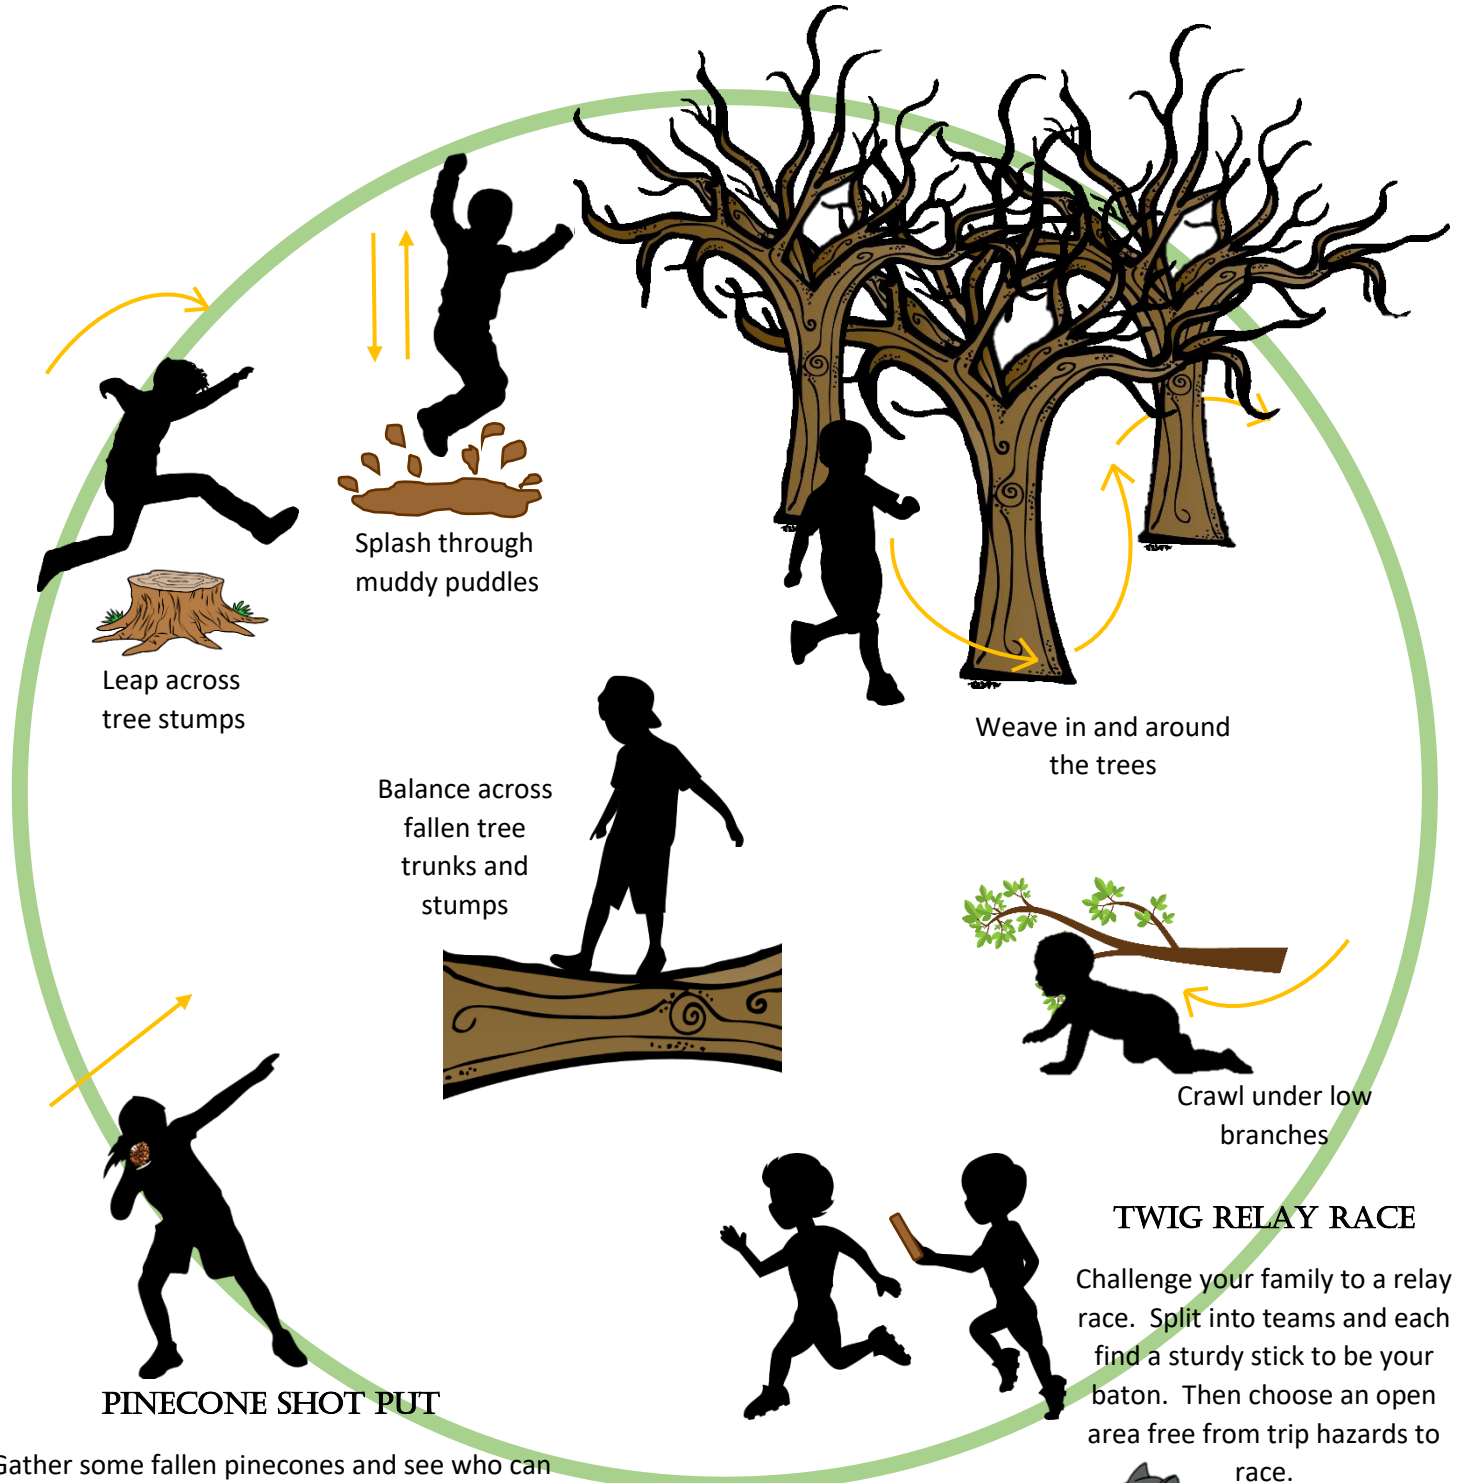 Splash through
muddy puddles
Leap across
tree stumps
Weave in and around
the trees
Balance across
fallen tree
trunks and
stumps
Crawl under low
branches
TWIG RELAY RACE
Challenge your family to a relay
race.  Split into teams and each
find a sturdy stick to be your
baton.  Then choose an open
area free from trip hazards to
race.
PINECONE SHOT PUT
Gather some fallen pinecones and see who can